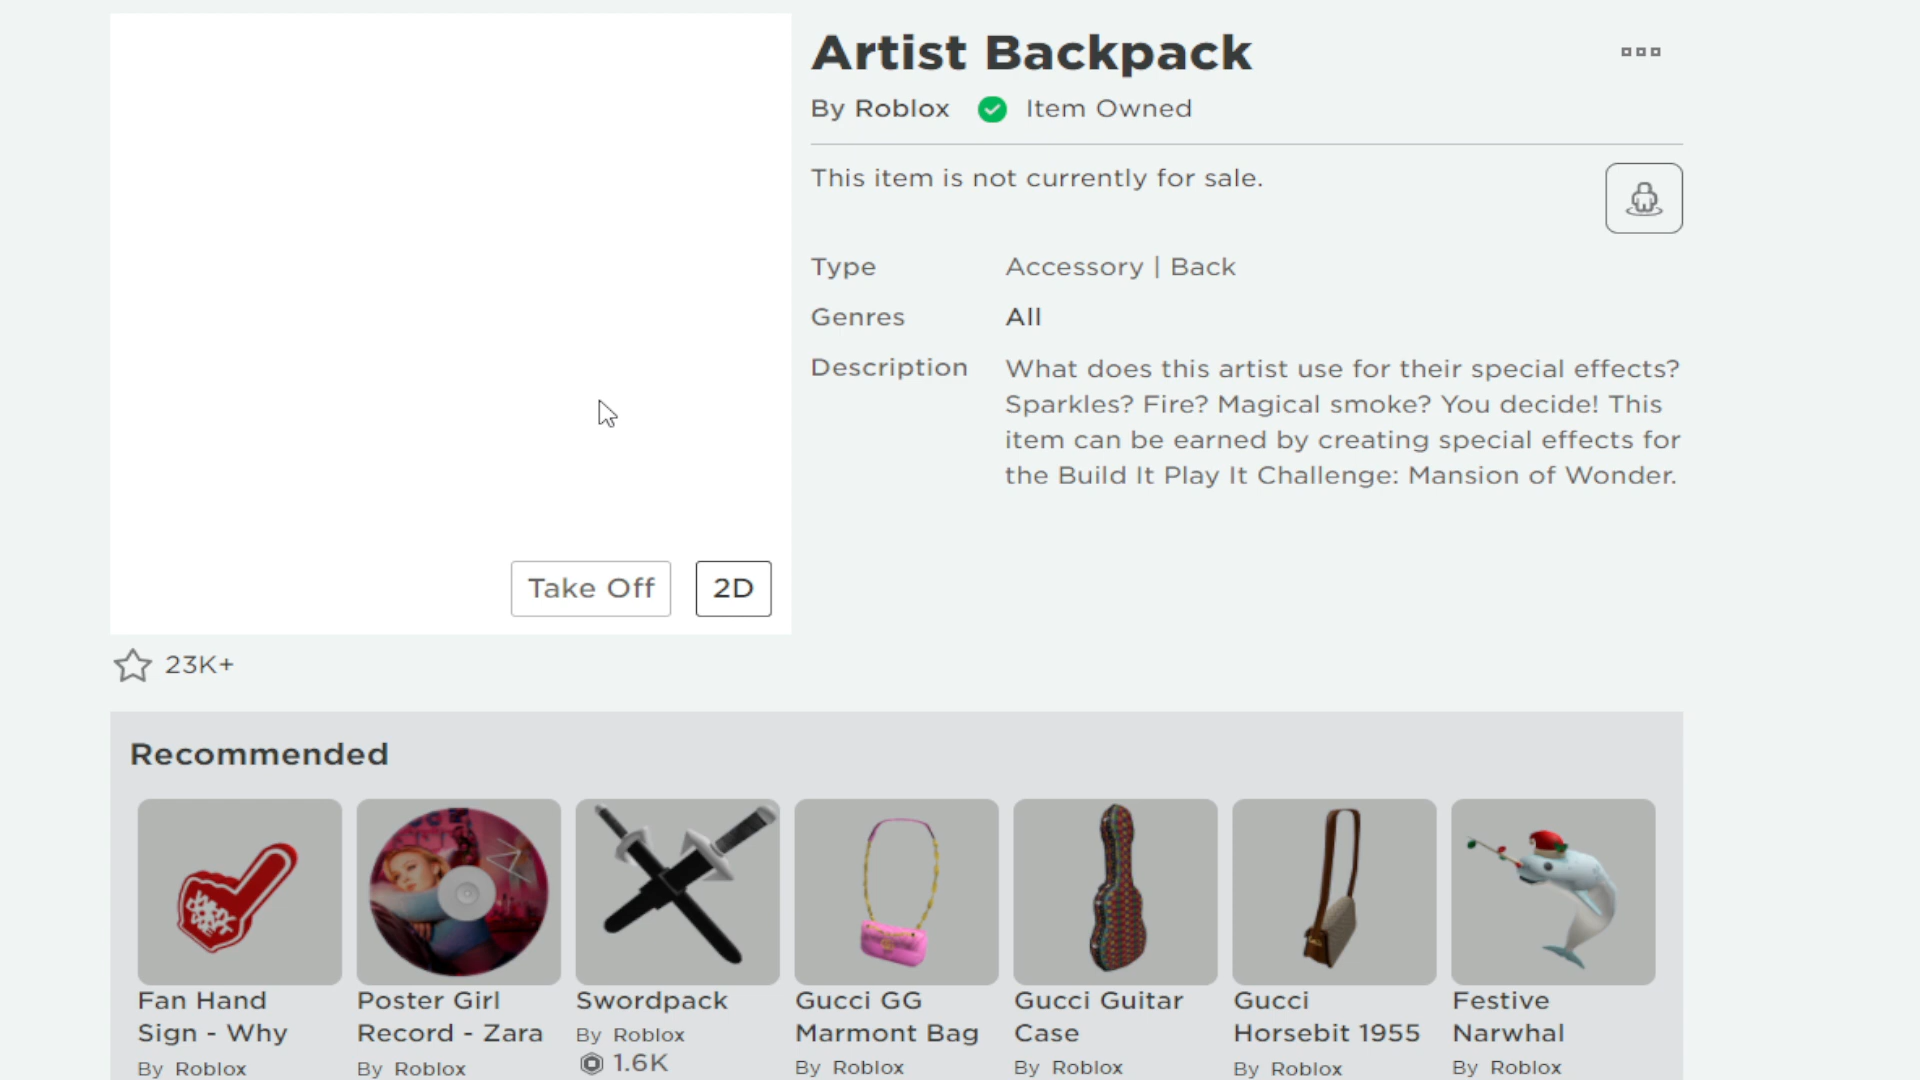 Artist Backpack
By Roblox Item Owned
This item is not currently for sale.
Type Accessory | Back
Genres All
Description What does this artist use for their special effects?
Sparkles? Fire? Magical smoke? You decide! This
item can be earned by creating special effects for
the Build It Play It Challenge: Mansion of Wonder.
Take Off 2D
23K+
Recommended
Fan Hand
Sign - Why
By Roblox
Poster Girl
Record - Zara
By Roblox
Swordpack
By Roblox
1.6K
Gucci GG
Marmont Bag
By Roblox
Gucci Guitar
Case
By Roblox
Gucci
Horsebit 1955
By Roblox
Festive
Narwhal
By Roblox